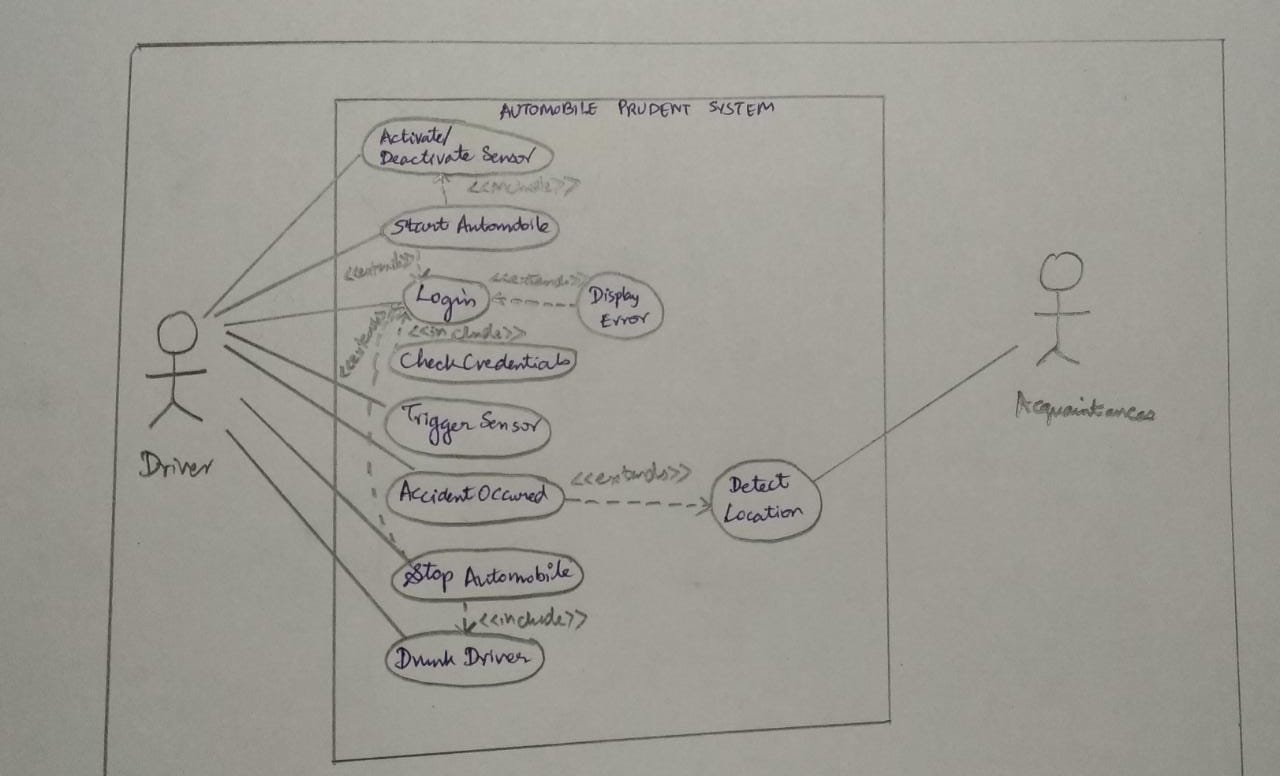 AUTOMOBILE PRUDENT SYSTEM
Activate/
Deactivate Sensor
<<include>>
Start Automobile
<<extends>>
Login
<<extends>>
Display
Error
<<extends>>
<<include>>
Check Credentials
Trigger Sensor
Driver
Acquaintances
Accident Occured
<<extends>>
Detect
Location
Stop Automobile
<<include>>
Drunk Driver